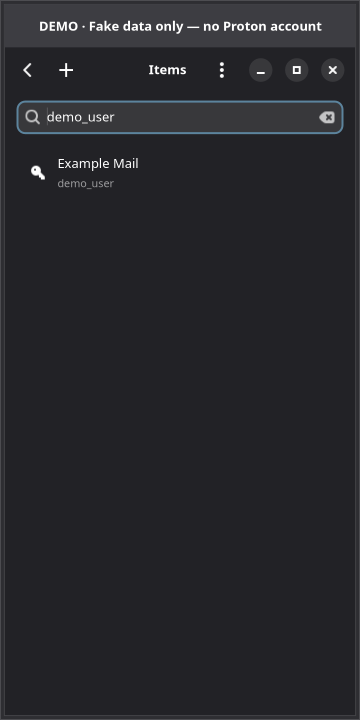 DEMO · Fake data only — no Proton account
Items
demo_user
Example Mail
demo_user